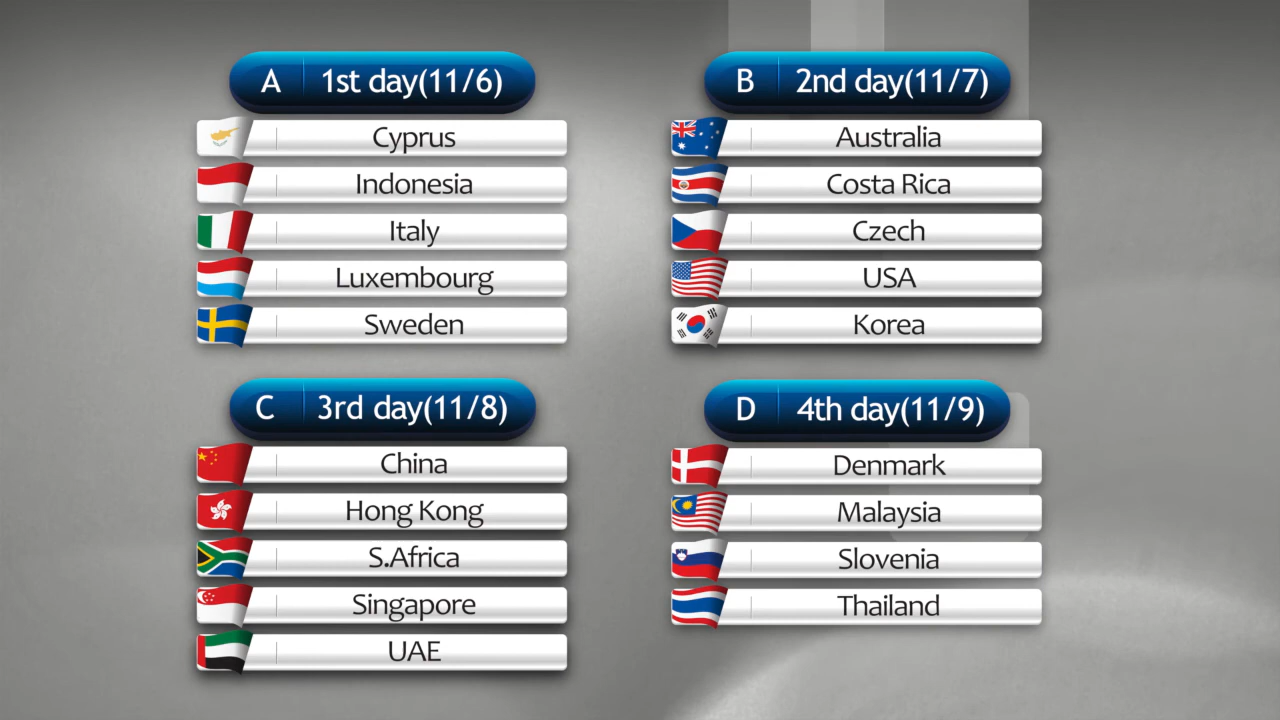 A 1st day(11/6)
Cyprus
Indonesia
Italy
Luxembourg
Sweden
B 2nd day(11/7)
Australia
Costa Rica
Czech
USA
Korea
C 3rd day(11/8)
China
Hong Kong
S.Africa
Singapore
UAE
D 4th day(11/9)
Denmark
Malaysia
Slovenia
Thailand